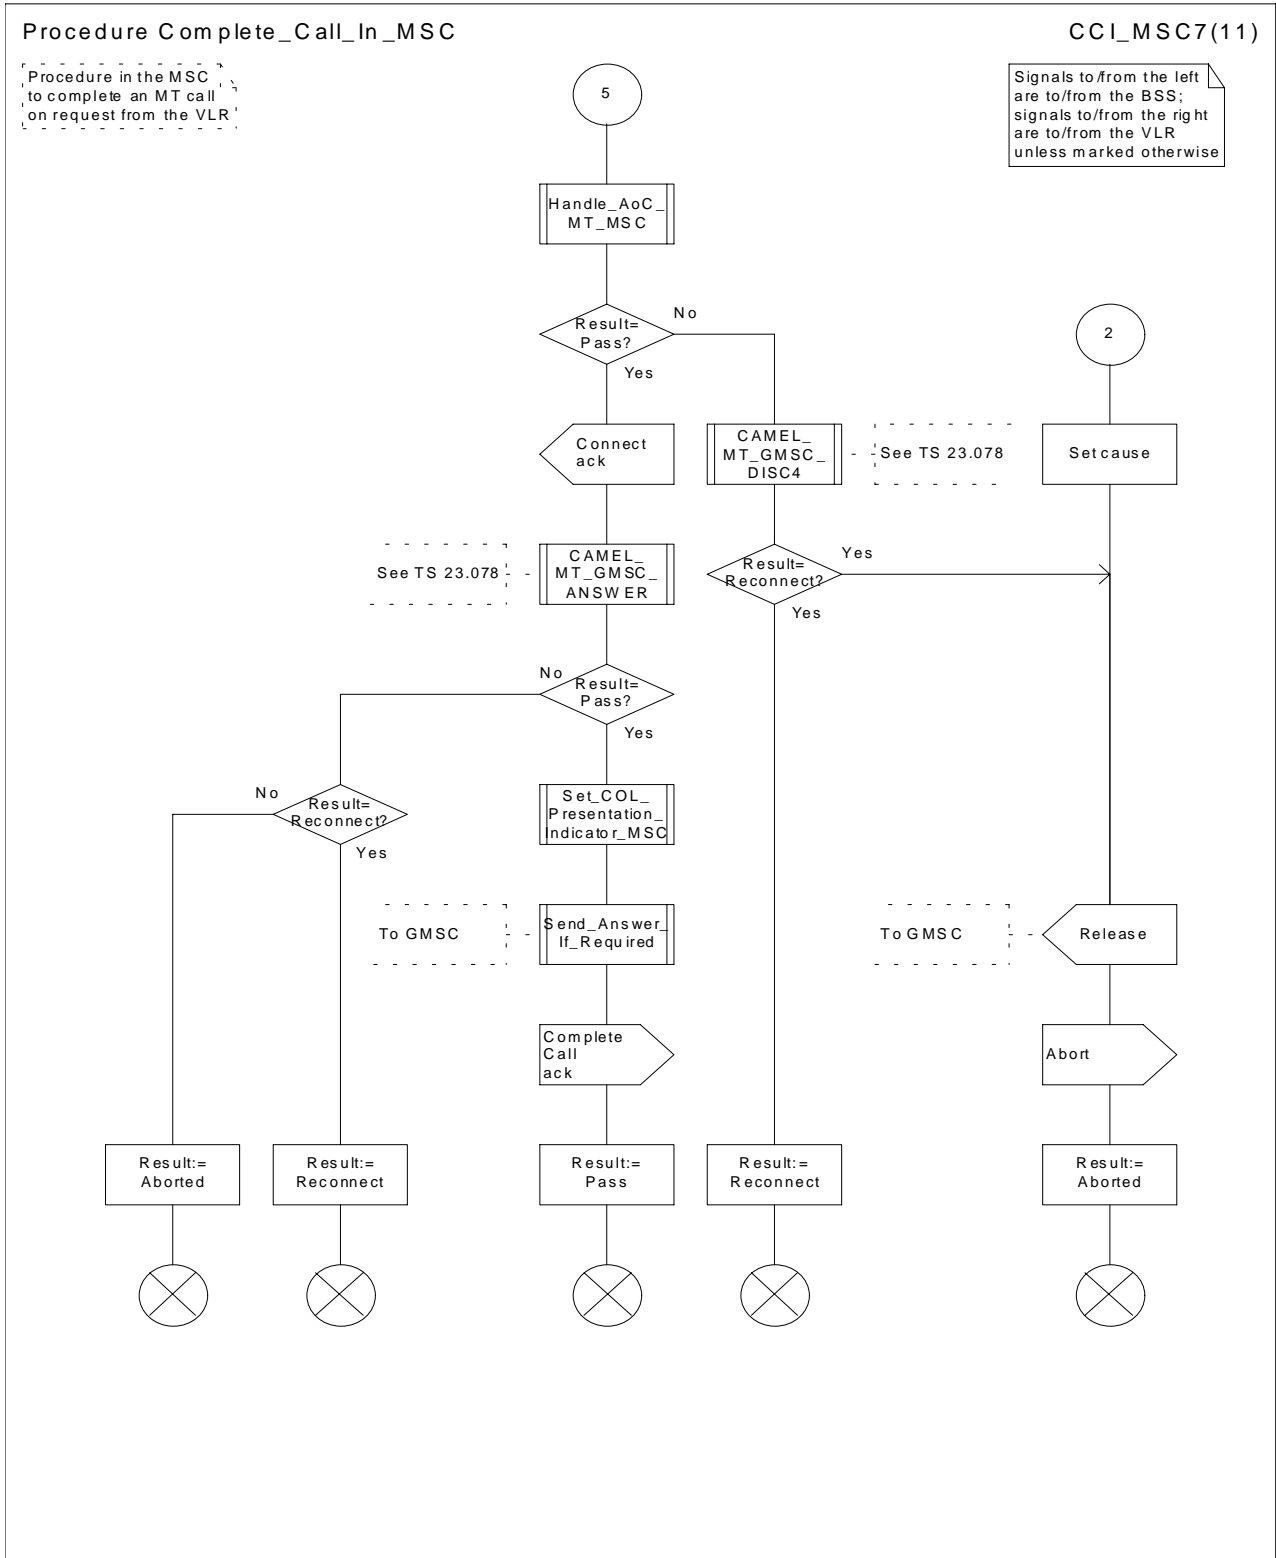 Procedure Complete_Call_In_MSC
CCI_MSC7(11)
Procedure in the MSC
to complete an MT call
on request from the VLR
Signals to/from the left
are to/from the BSS;
signals to/from the right
are to/from the VLR
unless marked otherwise
5
Handle_AoC_
MT_MSC
Result=
Pass?
No
Yes
2
Connect
ack
CAMEL_
MT_GMSC_
DISC4
See TS 23.078
Set cause
See TS 23.078
CAMEL_
MT_GMSC_
ANSWER
Result=
Reconnect?
Yes
Yes
No
Result=
Pass?
Yes
No
Result=
Reconnect?
Yes
Set_COL_
Presentation_
Indicator_MSC
To GMSC
Send_Answer_
If_Required
To GMSC
Release
Complete
Call
ack
Abort
Result:=
Aborted
Result:=
Reconnect
Result:=
Pass
Result:=
Reconnect
Result:=
Aborted